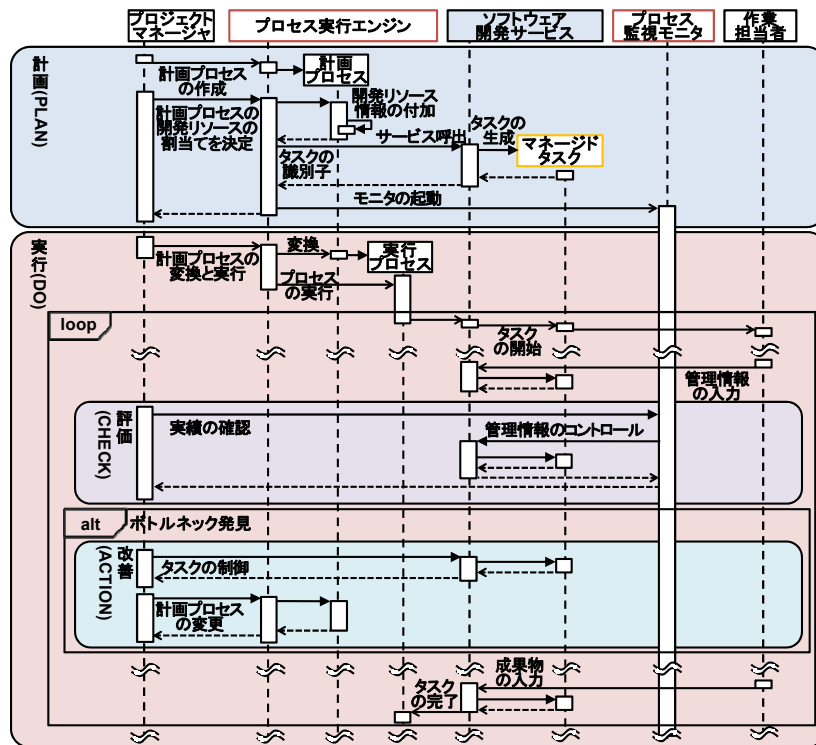 プロジェクト
マネージャ
プロセス実行エンジン
ソフトウェア
開発サービス
プロセス
監視モニタ
作業
担当者
計画(PLAN)
計画プロセス
の作成
計画
プロセス
計画プロセスの
開発リソースの
割当てを決定
開発リソース
情報の付加
サービス呼出
タスク
の生成
マネージド
タスク
タスクの
識別子
モニタの起動
実行(DO)
計画プロセスの
変換と実行
変換
実行
プロセス
プロセス
の実行
loop
タスク
の開始
管理情報
の入力
評価
(CHECK)
実績の確認
管理情報のコントロール
alt
ボトルネック発見
改善
(ACTION)
タスクの制御
計画プロセス
の変更
成果物
の入力
タスク
の完了